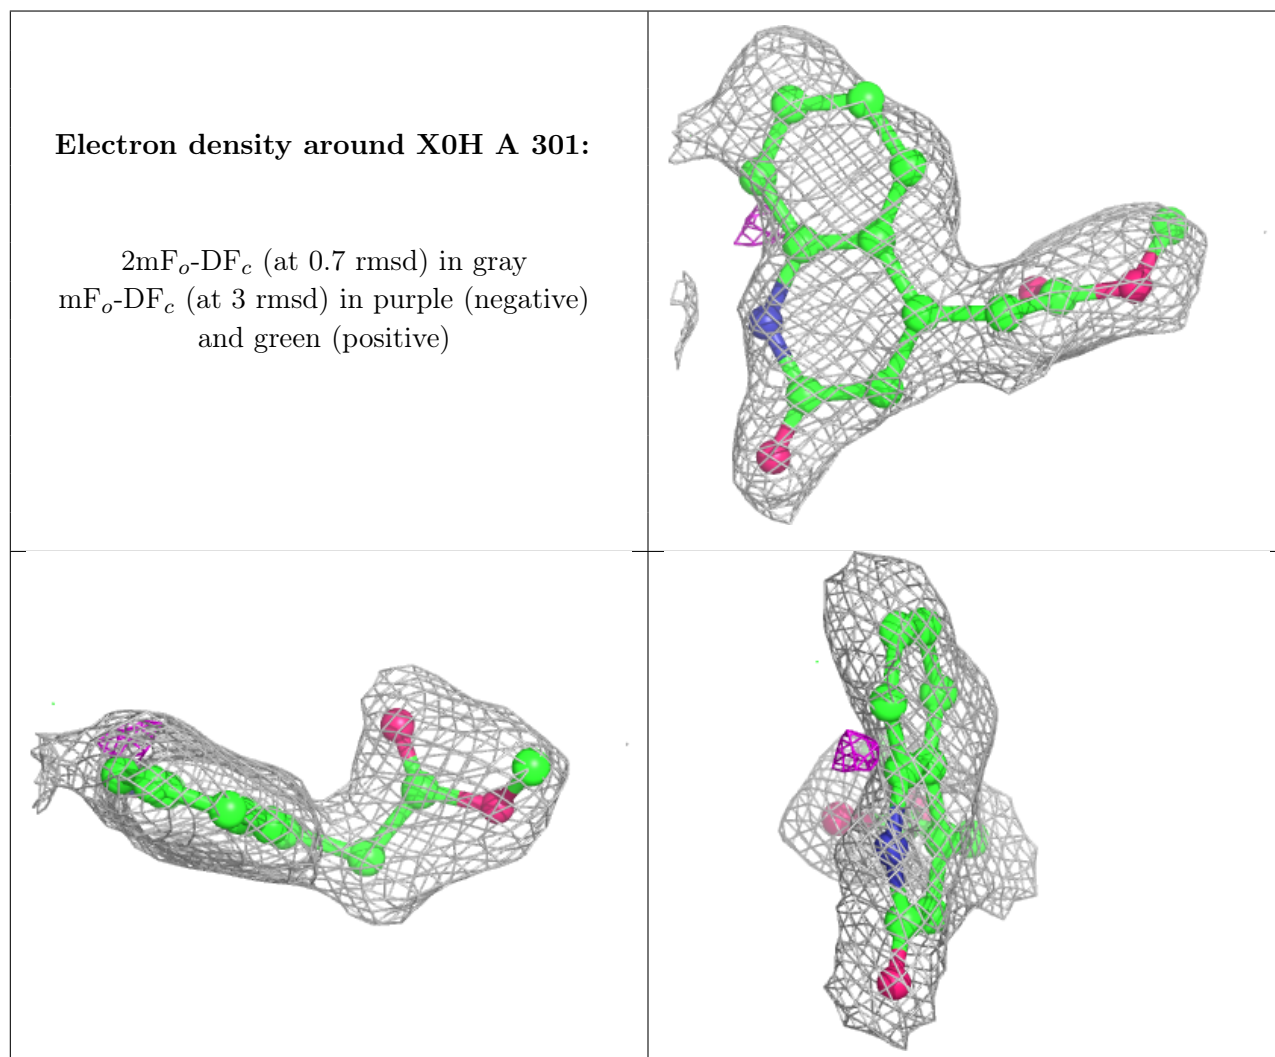 Electron density around X0H A 301:
2mFo-DFc (at 0.7 rmsd) in gray
mFo-DFc (at 3 rmsd) in purple (negative)
and green (positive)